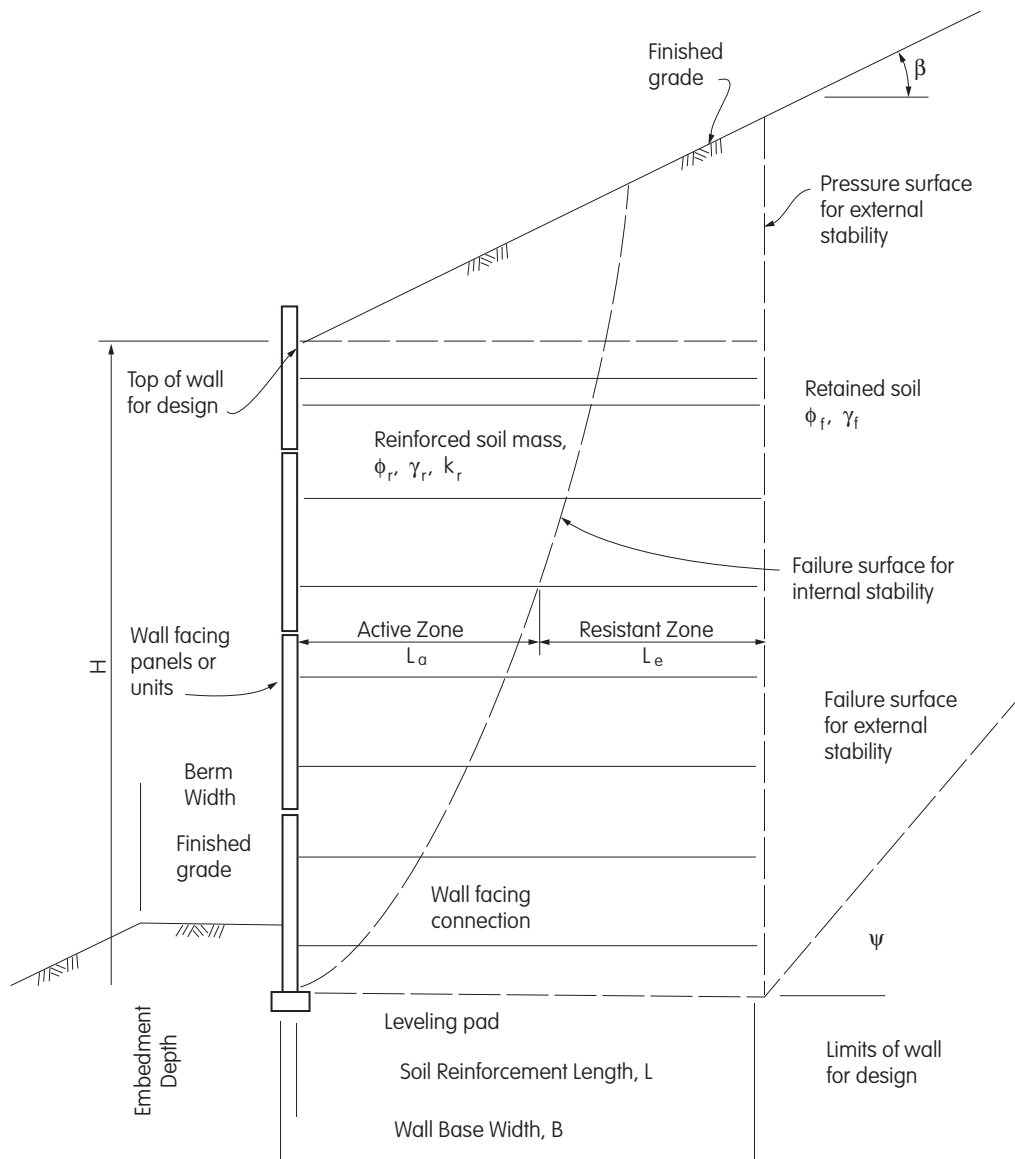 Finished
grade
β
Pressure surface
for external
stability
Top of wall
for design
Retained soil
ϕf, γf
Reinforced soil mass,
ϕr, γr, kr
Failure surface for
internal stability
Active Zone
La
Resistant Zone
Le
Wall facing
panels or
units
H
Failure surface
for external
stability
Berm
Width
Finished
grade
Wall facing
connection
ψ
Leveling pad
Embedment
Depth
Soil Reinforcement Length, L
Limits of wall
for design
Wall Base Width, B